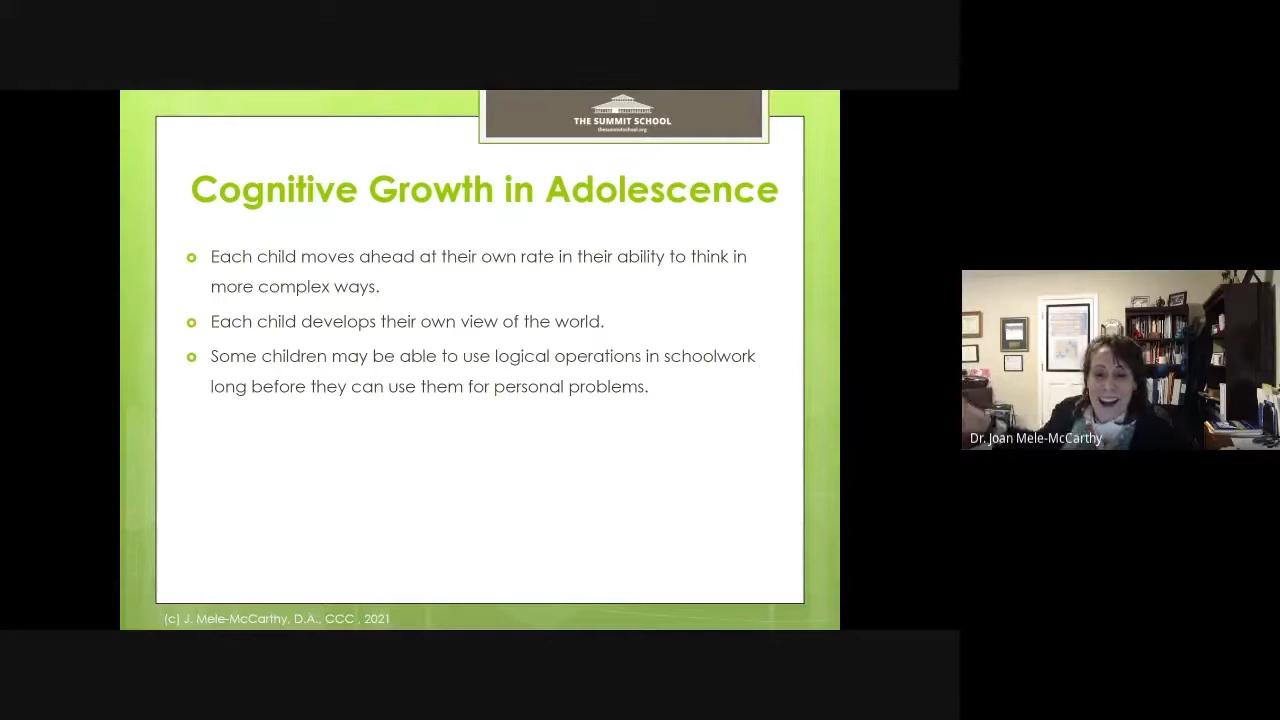 THE SUMMIT SCHOOL
thesummitschool.org
Cognitive Growth in Adolescence
Each child moves ahead at their own rate in their ability to think in
more complex ways.
Each child develops their own view of the world.
Some children may be able to use logical operations in schoolwork
long before they can use them for personal problems.
Dr. Joan Mele-McCarthy
(c) J. Mele-McCarthy, D.A., CCC , 2021